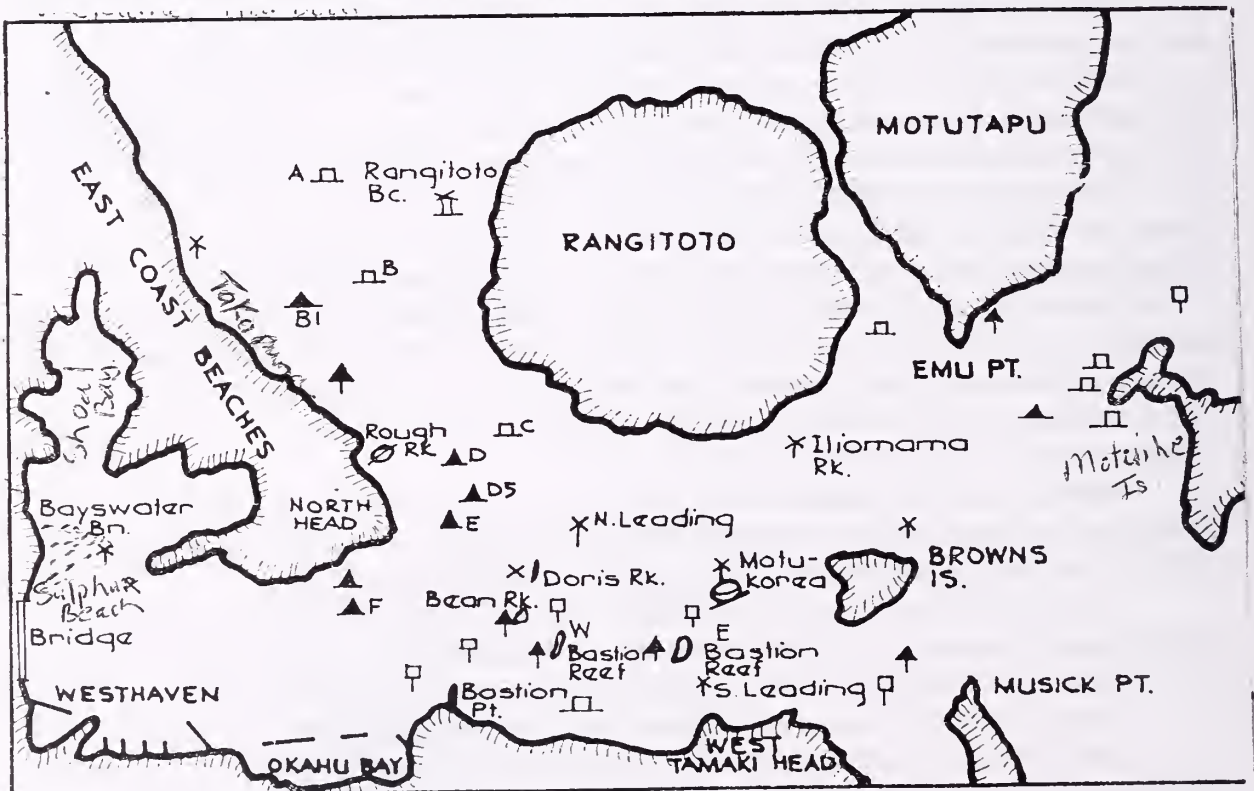 MOTUTAPU
A
Rangitoto
Bc.
RANGITOTO
EAST COAST BEACHES
B
B1
Takapuna
EMU PT.
Shoal
Bay
C
Rough
Rk
D
Iliomama
Rk.
D5
Is.
NORTH
HEAD
E
Bayswater
Bn.
N. Leading
BROWNS
IS.
Motu-
korea
Doris Rk.
Sulphur
Beach
Bean Rk.
F
Bridge
W
Bastion
Reef
E
Bastion
Reef
WESTHAVEN
Bastion
Pt.
S. Leading
MUSICK PT.
OKAHU BAY
WEST
TAMAKI HEAD